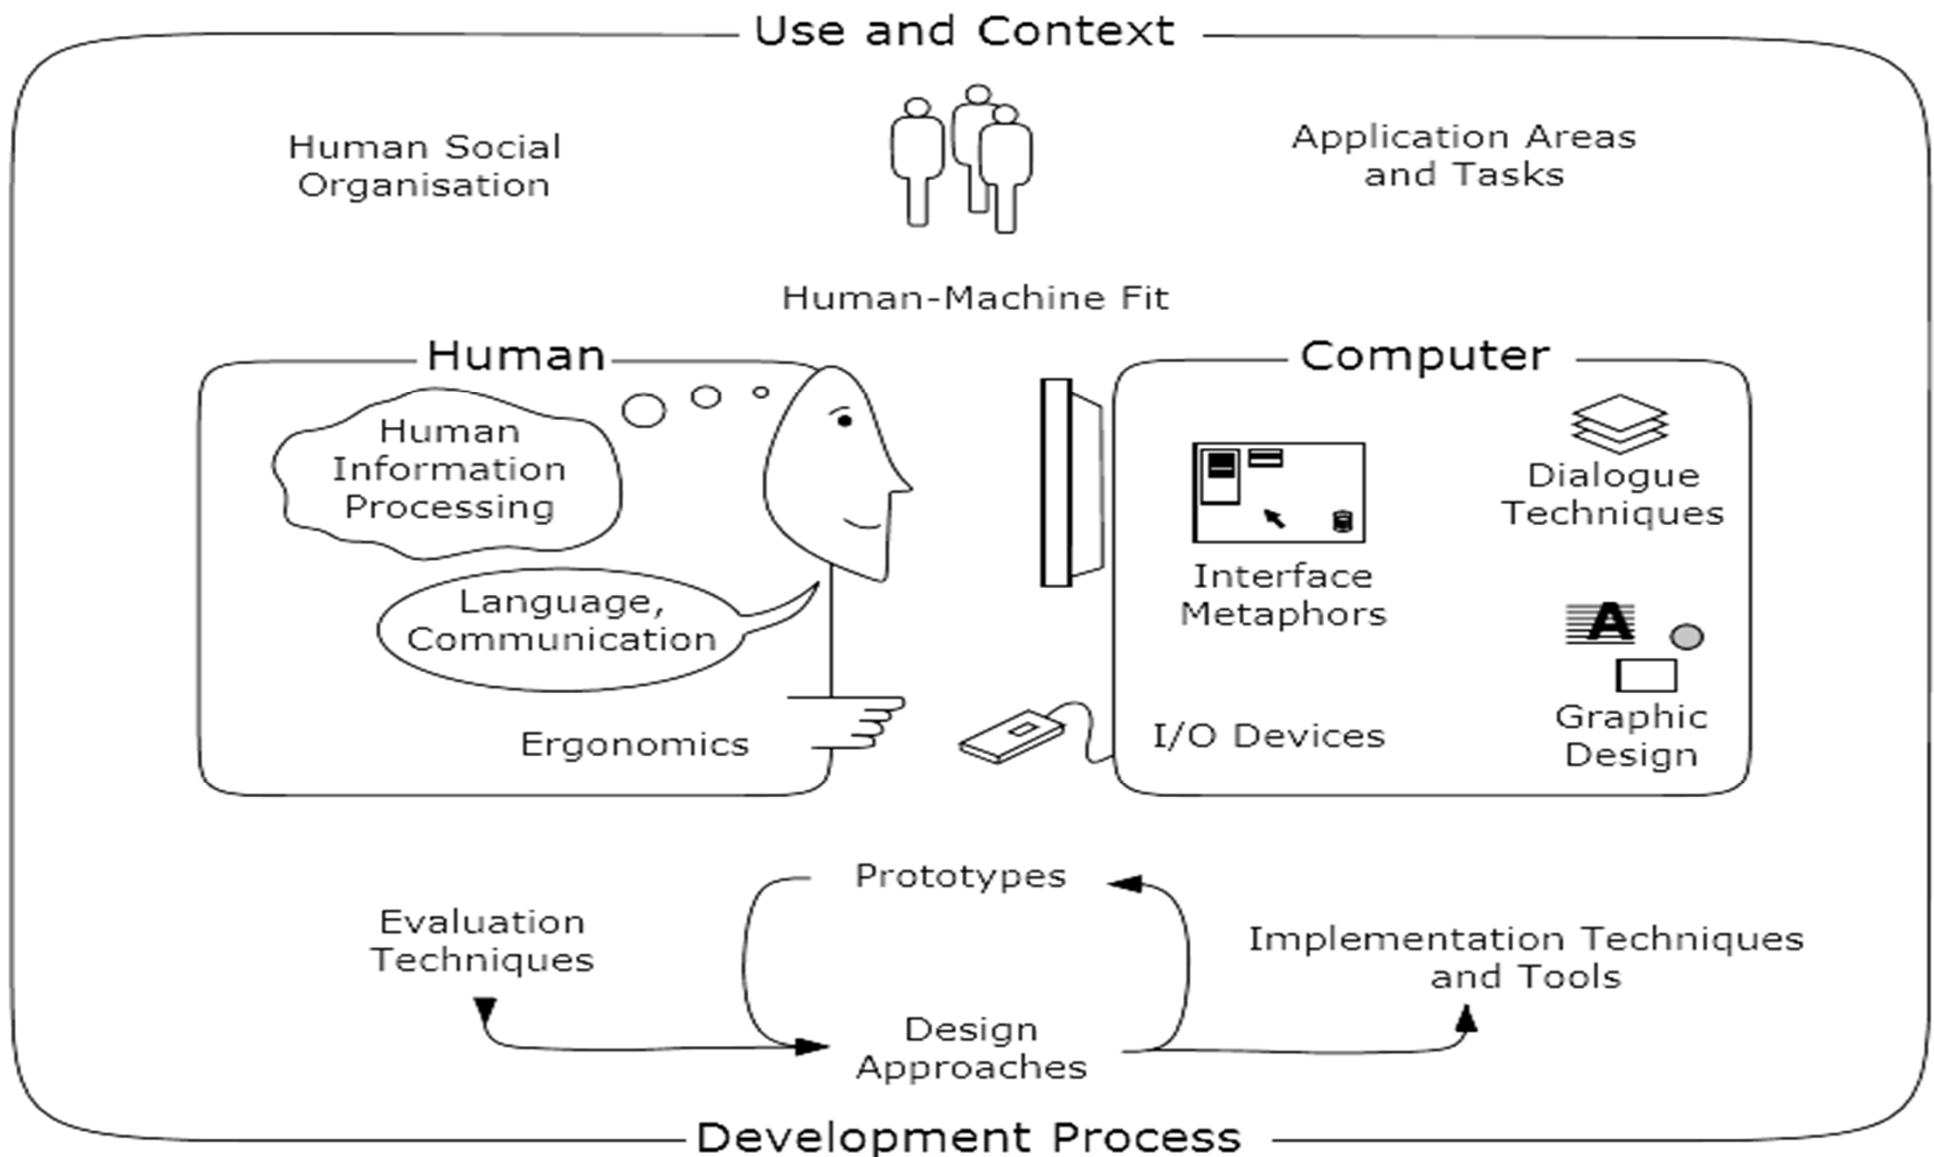 Use and Context
Human Social
Organisation
Application Areas
and Tasks
Human-Machine Fit
Human
Human
Information
Processing
Language,
Communication
Ergonomics
Computer
Dialogue
Techniques
Interface
Metaphors
A
Graphic
Design
I/O Devices
Prototypes
Evaluation
Techniques
Implementation Techniques
and Tools
Design
Approaches
Development Process